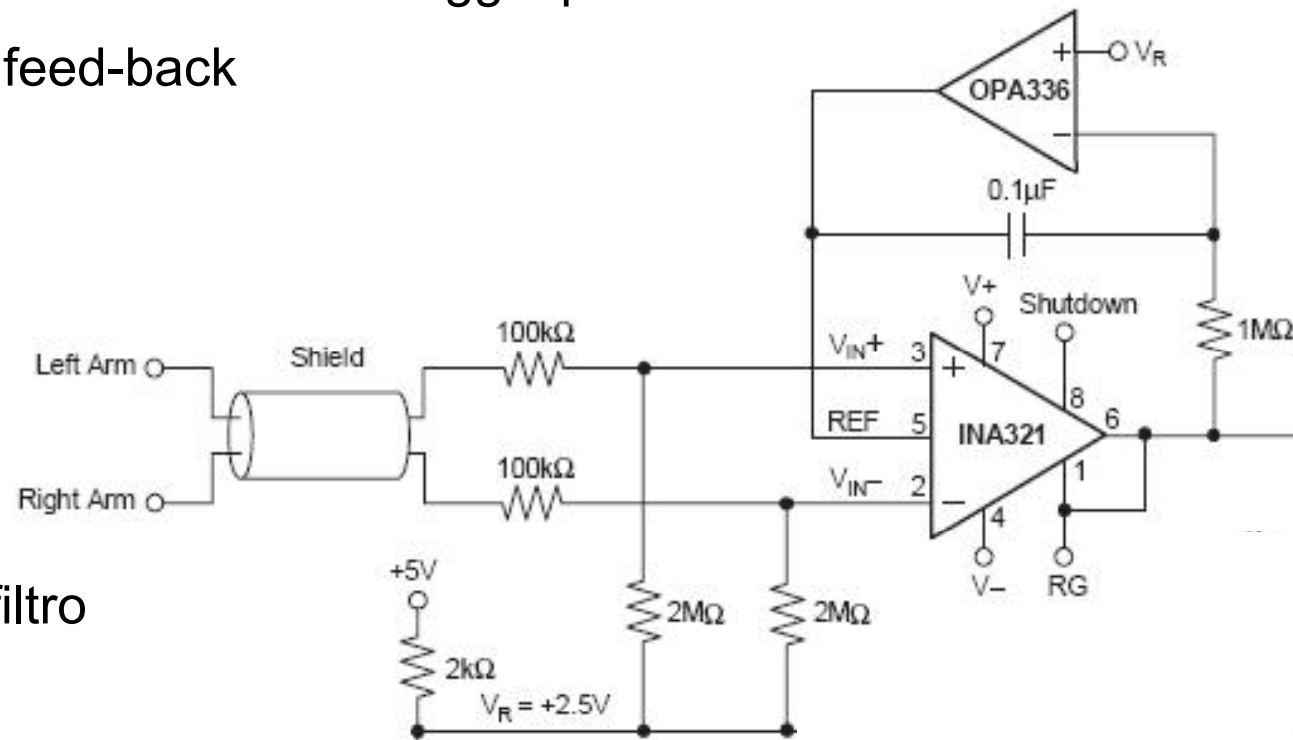 feed-back
+ V_R
OPA336
−
0.1µF
V+
Shutdown
1MΩ
100kΩ
Left Arm
Shield
V_IN+ 3 + 7
8
REF 5 INA321 6
100kΩ
1
Right Arm
V_IN− 2 −
4
+5V
V− RG
filtro
2MΩ 2MΩ
2kΩ
V_R = +2.5V